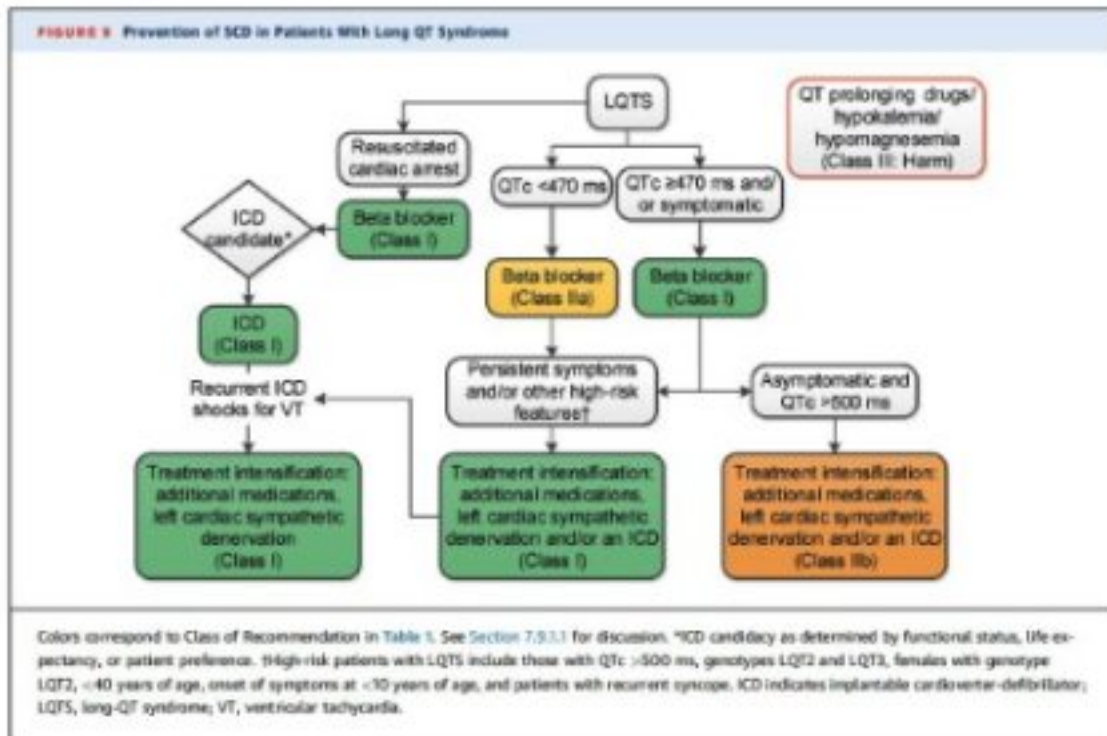 FIGURE 9 Prevention of SCD in Patients With Long QT Syndrome
LQTS
QT prolonging drugs/
hypokalemia/
hypomagnesemia
(Class III: Harm)
Resuscitated
cardiac arrest
QTc <470 ms
QTc ≥470 ms and/
or symptomatic
ICD
candidate*
Beta blocker
(Class I)
Beta blocker
(Class IIa)
Beta blocker
(Class I)
ICD
(Class I)
Recurrent ICD
shocks for VT
Persistent symptoms
and/or other high-risk
features†
Asymptomatic and
QTc >500 ms
Treatment intensification:
additional medications,
left cardiac sympathetic
denervation
(Class I)
Treatment intensification:
additional medications,
left cardiac sympathetic
denervation and/or an ICD
(Class I)
Treatment intensification:
additional medications,
left cardiac sympathetic
denervation and/or an ICD
(Class IIb)
Colors correspond to Class of Recommendation in Table 1. See Section 7.9.1.1 for discussion. *ICD candidacy as determined by functional status, life ex-
pectancy, or patient preference. †High-risk patients with LQTS include those with QTc >500 ms, genotypes LQT2 and LQT3, females with genotype
LQT2, <40 years of age, onset of symptoms at <10 years of age, and patients with recurrent syncope. ICD indicates implantable cardioverter-defibrillator;
LQTS, long-QT syndrome; VT, ventricular tachycardia.